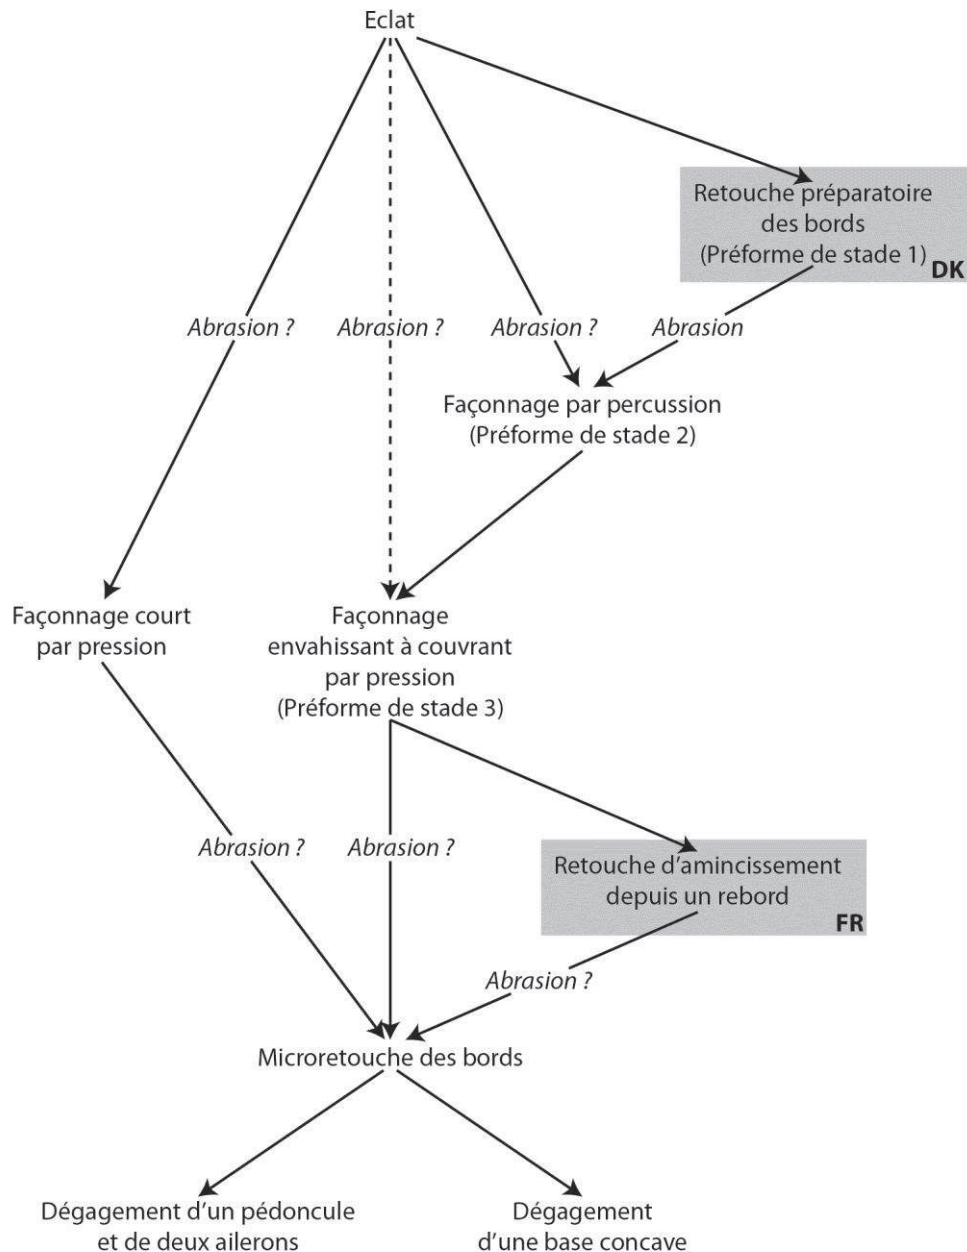 Eclat
Retouche préparatoire
des bords
(Préforme de stade 1)
DK
Abrasion ?
Abrasion ?
Abrasion ?
Abrasion
Façonnage par percussion
(Préforme de stade 2)
Façonnage court
par pression
Façonnage
envahissant à couvrant
par pression
(Préforme de stade 3)
Abrasion ?
Abrasion ?
Retouche d'amincissement
depuis un rebord
FR
Abrasion ?
Microretouche des bords
Dégagement d'un pédoncule
et de deux ailerons
Dégagement
d'une base concave